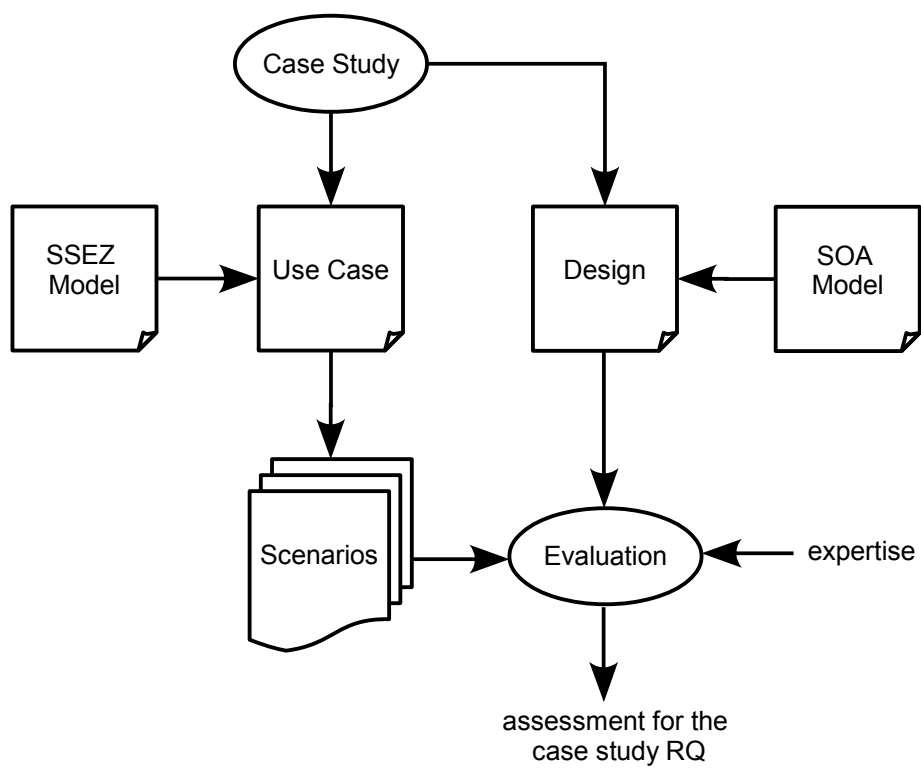 Case Study
SSEZ
Model
Use Case
Design
SOA
Model
Scenarios
Evaluation
expertise
assessment for the
case study RQ